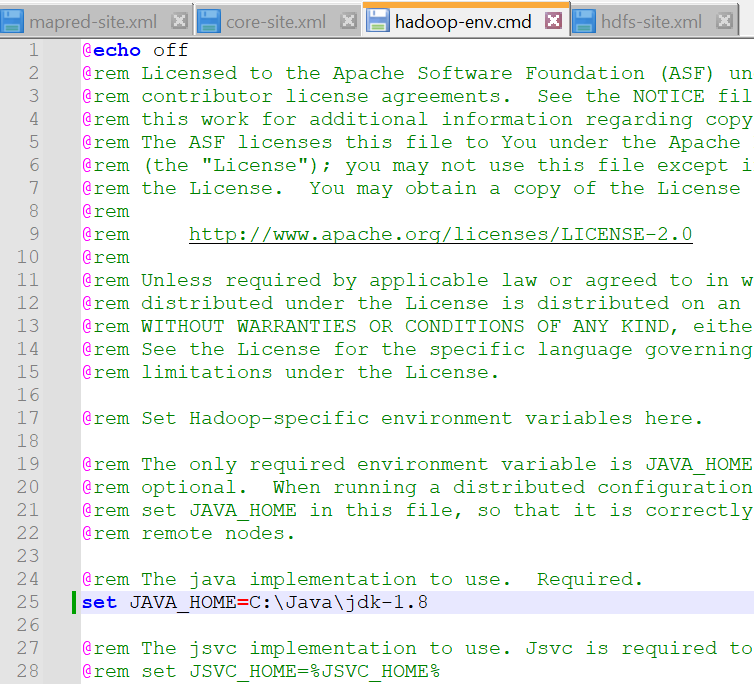 mapred-site.xml core-site.xml hadoop-env.cmd hdfs-site.xml
1 @echo off
2 @rem Licensed to the Apache Software Foundation (ASF) un
3 @rem contributor license agreements.  See the NOTICE fil
4 @rem this work for additional information regarding copy
5 @rem The ASF licenses this file to You under the Apache
6 @rem (the "License"); you may not use this file except i
7 @rem the License.  You may obtain a copy of the License
8 @rem
9 @rem     http://www.apache.org/licenses/LICENSE-2.0
10 @rem
11 @rem Unless required by applicable law or agreed to in w
12 @rem distributed under the License is distributed on an
13 @rem WITHOUT WARRANTIES OR CONDITIONS OF ANY KIND, eithe
14 @rem See the License for the specific language governing
15 @rem limitations under the License.
16
17 @rem Set Hadoop-specific environment variables here.
18
19 @rem The only required environment variable is JAVA_HOME
20 @rem optional.  When running a distributed configuration
21 @rem set JAVA_HOME in this file, so that it is correctly
22 @rem remote nodes.
23
24 @rem The java implementation to use.  Required.
25 set JAVA_HOME=C:\Java\jdk-1.8
26
27 @rem The jsvc implementation to use. Jsvc is required to
28 @rem set JSVC_HOME=%JSVC_HOME%